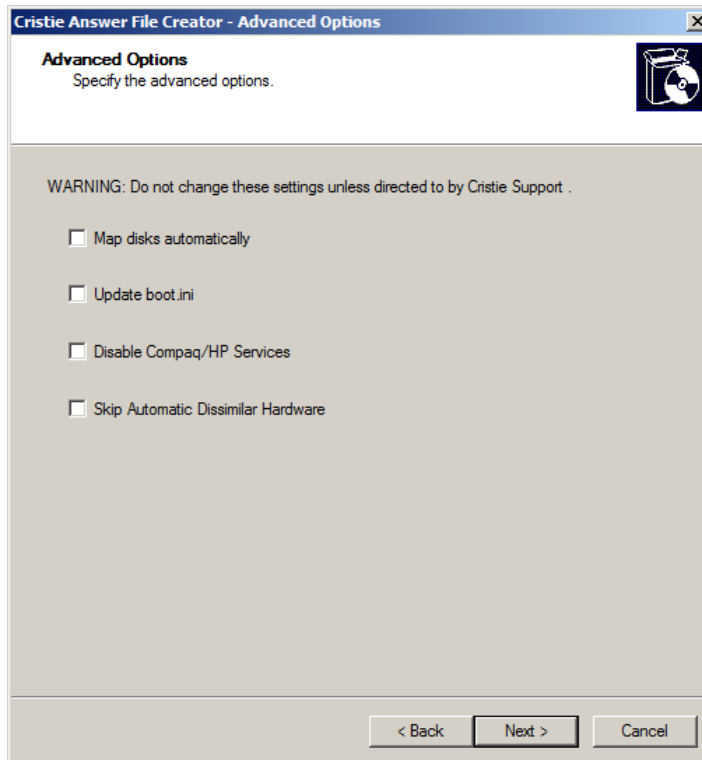 Cristie Answer File Creator - Advanced Options
Advanced Options
Specify the advanced options.
WARNING: Do not change these settings unless directed to by Cristie Support .
Map disks automatically
Update boot.ini
Disable Compaq/HP Services
Skip Automatic Dissimilar Hardware
< Back Next > Cancel